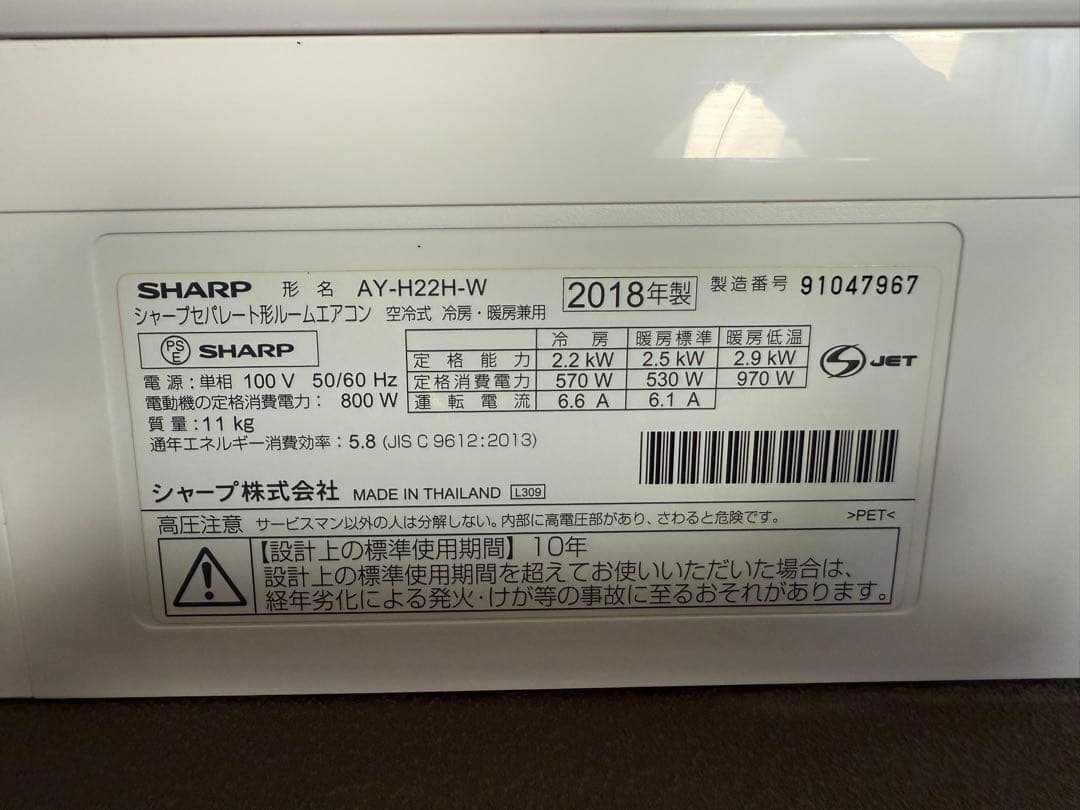 SHARP 形名 AY-H22H-W 2018年製 製造番号 91047967
シャープセパレート形ルームエアコン 空冷式 冷房・暖房兼用
PSE SHARP
冷房 暖房標準 暖房低温
定格能力 2.2 kW 2.5 kW 2.9 kW
定格消費電力 570 W 530 W 970 W
運転電流 6.6 A 6.1 A
S JET
電源:単相 100 V 50/60 Hz
電動機の定格消費電力: 800 W
質量:11 kg
通年エネルギー消費効率:5.8 (JIS C 9612:2013)
シャープ株式会社 MADE IN THAILAND L309
高圧注意 サービスマン以外の人は分解しない。内部に高電圧部があり、さわると危険です。 >PET<
【設計上の標準使用期間】10年
設計上の標準使用期間を超えてお使いいただいた場合は、
経年劣化による発火・けが等の事故に至るおそれがあります。